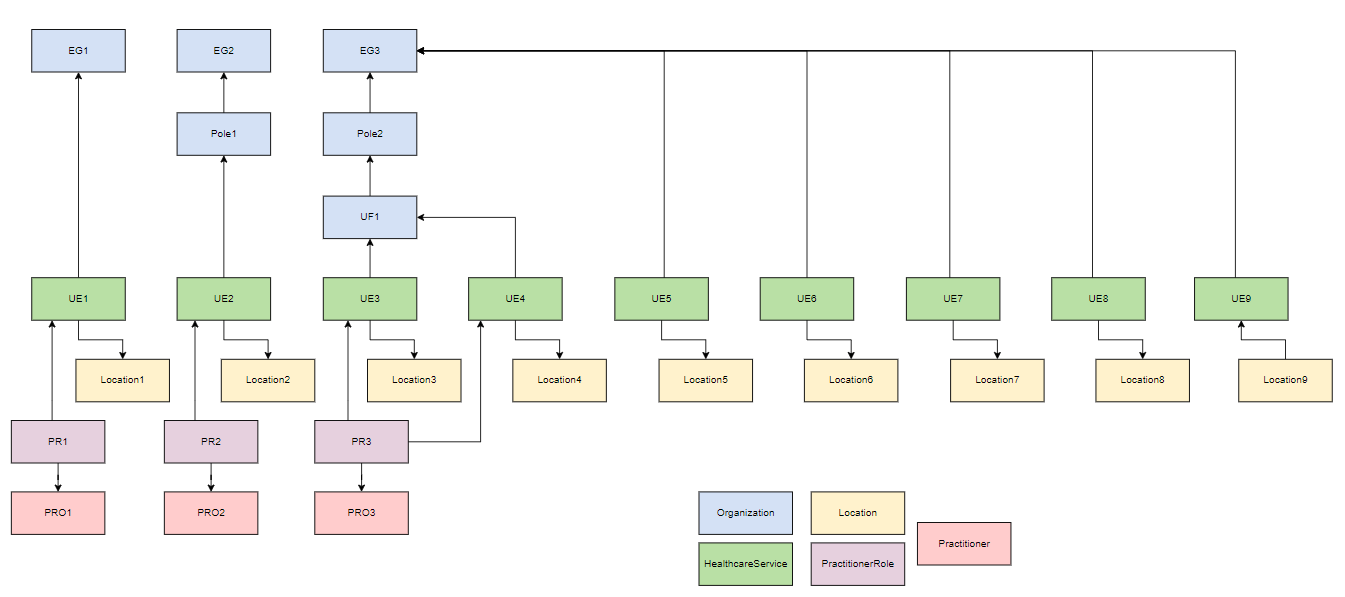 EG1
EG2
EG3
Pole1
Pole2
UF1
UE1
UE2
UE3
UE4
UE5
UE6
UE7
UE8
UE9
Location1
Location2
Location3
Location4
Location5
Location6
Location7
Location8
Location9
PR1
PR2
PR3
PRO1
PRO2
PRO3
Organization
Location
Practitioner
HealthcareService
PractitionerRole